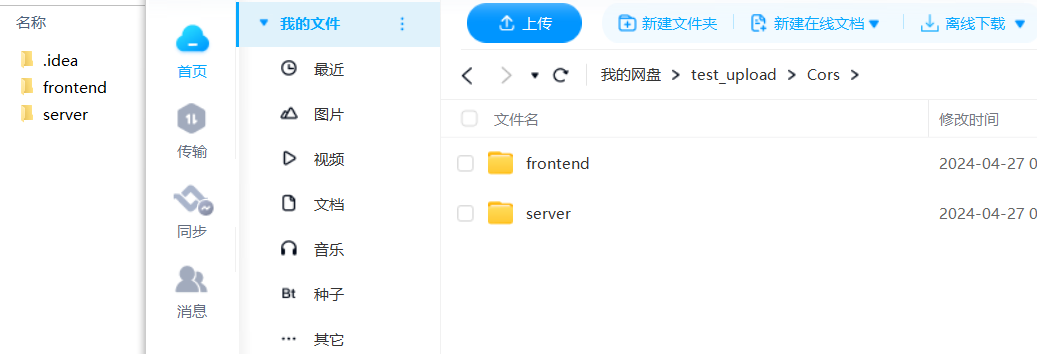 名称
.idea
frontend
server
首页
传输
同步
消息
我的文件
最近
图片
视频
文档
音乐
Bt 种子
其它
上传 新建文件夹 新建在线文档 离线下载
我的网盘 > test_upload > Cors >
文件名 修改时间
frontend 2024-04-27 0
server 2024-04-27 0